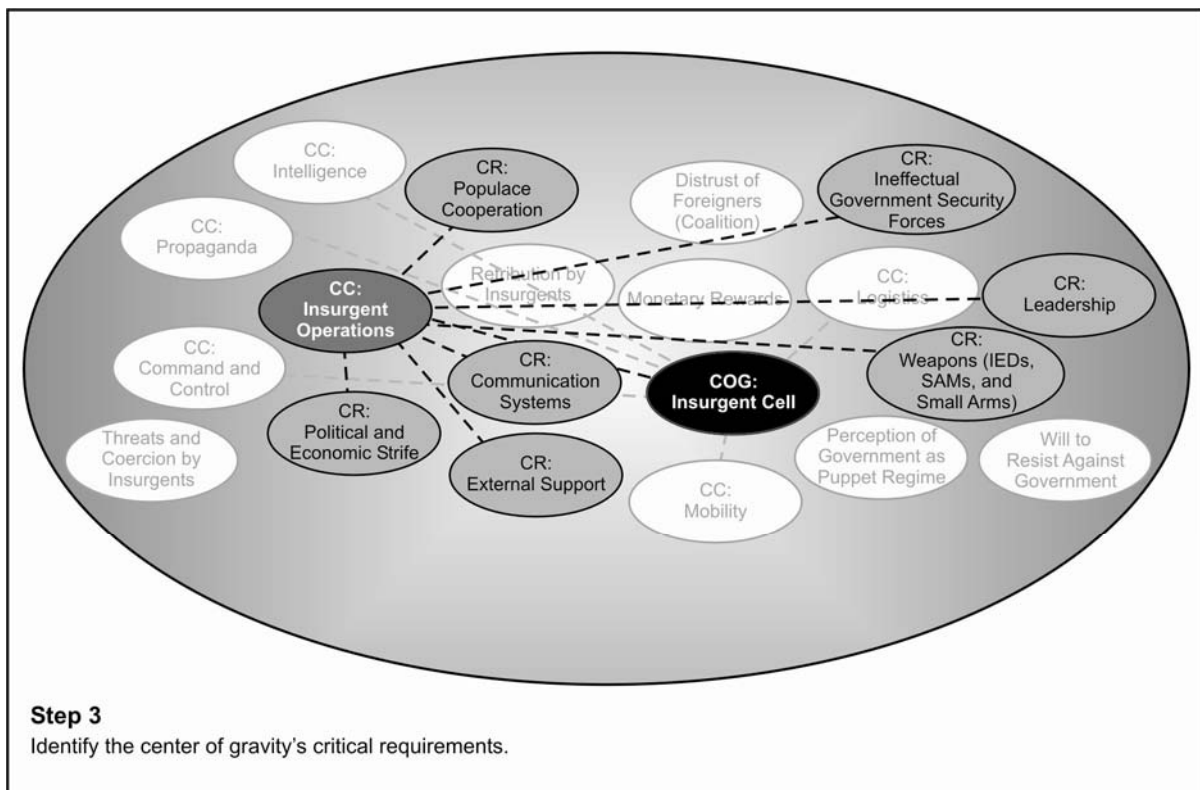 CC:
Intelligence
CR:
Populace
Cooperation
Distrust of
Foreigners
(Coalition)
CR:
Ineffectual
Government Security
Forces
CC:
Propaganda
Retribution by
Insurgents
Monetary Rewards
CC:
Logistics
CR:
Leadership
CC:
Insurgent
Operations
CC:
Command and
Control
CR:
Communication
Systems
COG:
Insurgent Cell
CR:
Weapons (IEDs,
SAMs, and
Small Arms)
CR:
Political and
Economic Strife
Threats and
Coercion by
Insurgents
CR:
External Support
CC:
Mobility
Perception of
Government as
Puppet Regime
Will to
Resist Against
Government
Step 3
Identify the center of gravity’s critical requirements.